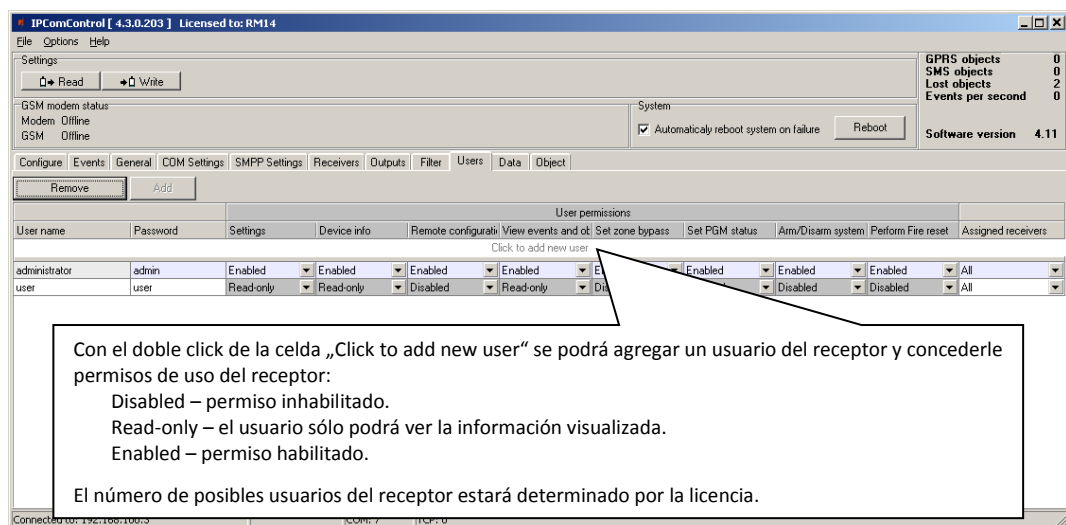 IPComControl [ 4.3.0.203 ] Licensed to: RM14
File Options Help
Settings
Read Write
GPRS objects 0
SMS objects 0
Lost objects 2
Events per second 0
GSM modem status
Modem Offline
GSM Offline
System
Automaticaly reboot system on failure Reboot
Software version 4.11
Configure Events General COM Settings SMPP Settings Receivers Outputs Filter Users Data Object
Remove Add
User permissions
User name Password Settings Device info Remote configurati View events and ot Set zone bypass Set PGM status Arm/Disarm system Perform Fire reset Assigned receivers
Click to add new user
administrator admin Enabled Enabled Enabled Enabled Enabled Enabled Enabled All
user user Read-only Read-only Disabled Read-only Dis Disabled Disabled All
Con el doble click de la celda „Click to add new user“ se podrá agregar un usuario del receptor y concederle
permisos de uso del receptor:
Disabled – permiso inhabilitado.
Read-only – el usuario sólo podrá ver la información visualizada.
Enabled – permiso habilitado.
El número de posibles usuarios del receptor estará determinado por la licencia.
Connected to: 192.168.100.3 COM: 7 TCP: 0